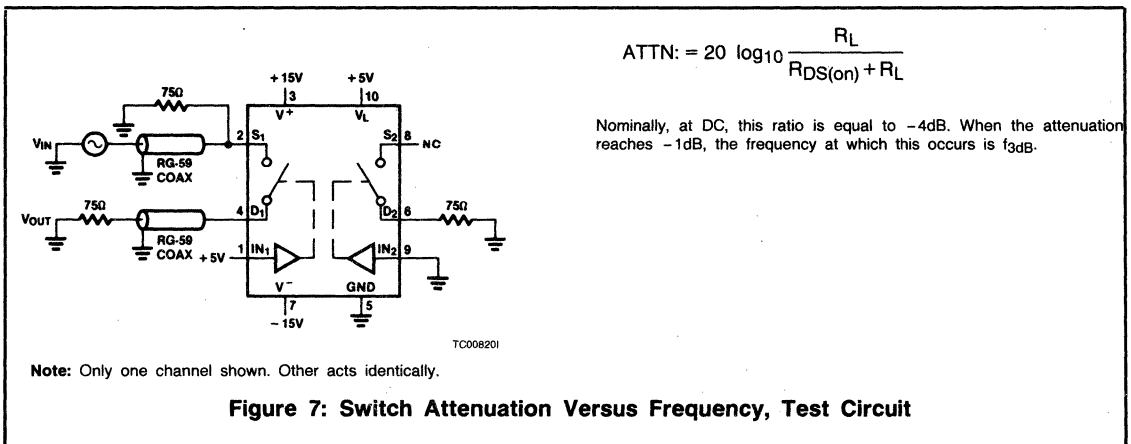 ATTN: = 20 log10 RL / RDS(on) + RL
Nominally, at DC, this ratio is equal to −4dB. When the attenuation
reaches −1dB, the frequency at which this occurs is f3dB.
+15V
+5V
75Ω
3
10
V+
VL
2
S1
S2
8
NC
VIN
RG-59
COAX
75Ω
VOUT
4
D1
D2
6
75Ω
RG-59
COAX
+5V
1
IN1
IN2
9
V−
GND
7
5
−15V
TC00820I
Note: Only one channel shown. Other acts identically.
Figure 7: Switch Attenuation Versus Frequency, Test Circuit